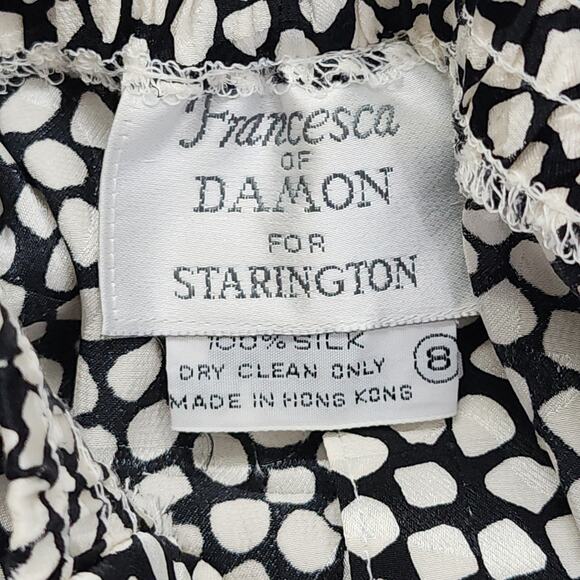 Francesca
OF
DAMON
FOR
STARINGTON
100% SILK
DRY CLEAN ONLY
MADE IN HONG KONG
8